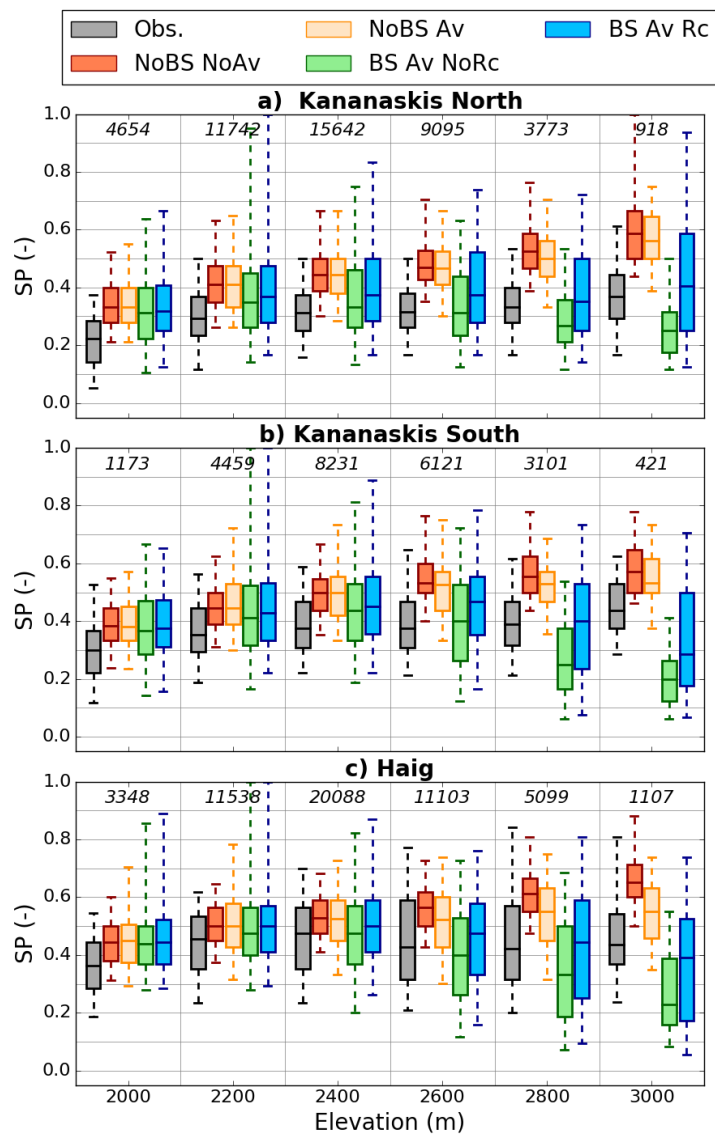 Obs. NoBS Av BS Av Rc
NoBS NoAv BS Av NoRc
a) Kananaskis North
4654 11742 15642 9095 3773 918
1.0
0.8
0.6
0.4
0.2
0.0
SP (-)
b) Kananaskis South
1173 4459 8231 6121 3101 421
1.0
0.8
0.6
0.4
0.2
0.0
SP (-)
c) Haig
3348 11538 20088 11103 5099 1107
1.0
0.8
0.6
0.4
0.2
0.0
SP (-)
2000 2200 2400 2600 2800 3000
Elevation (m)